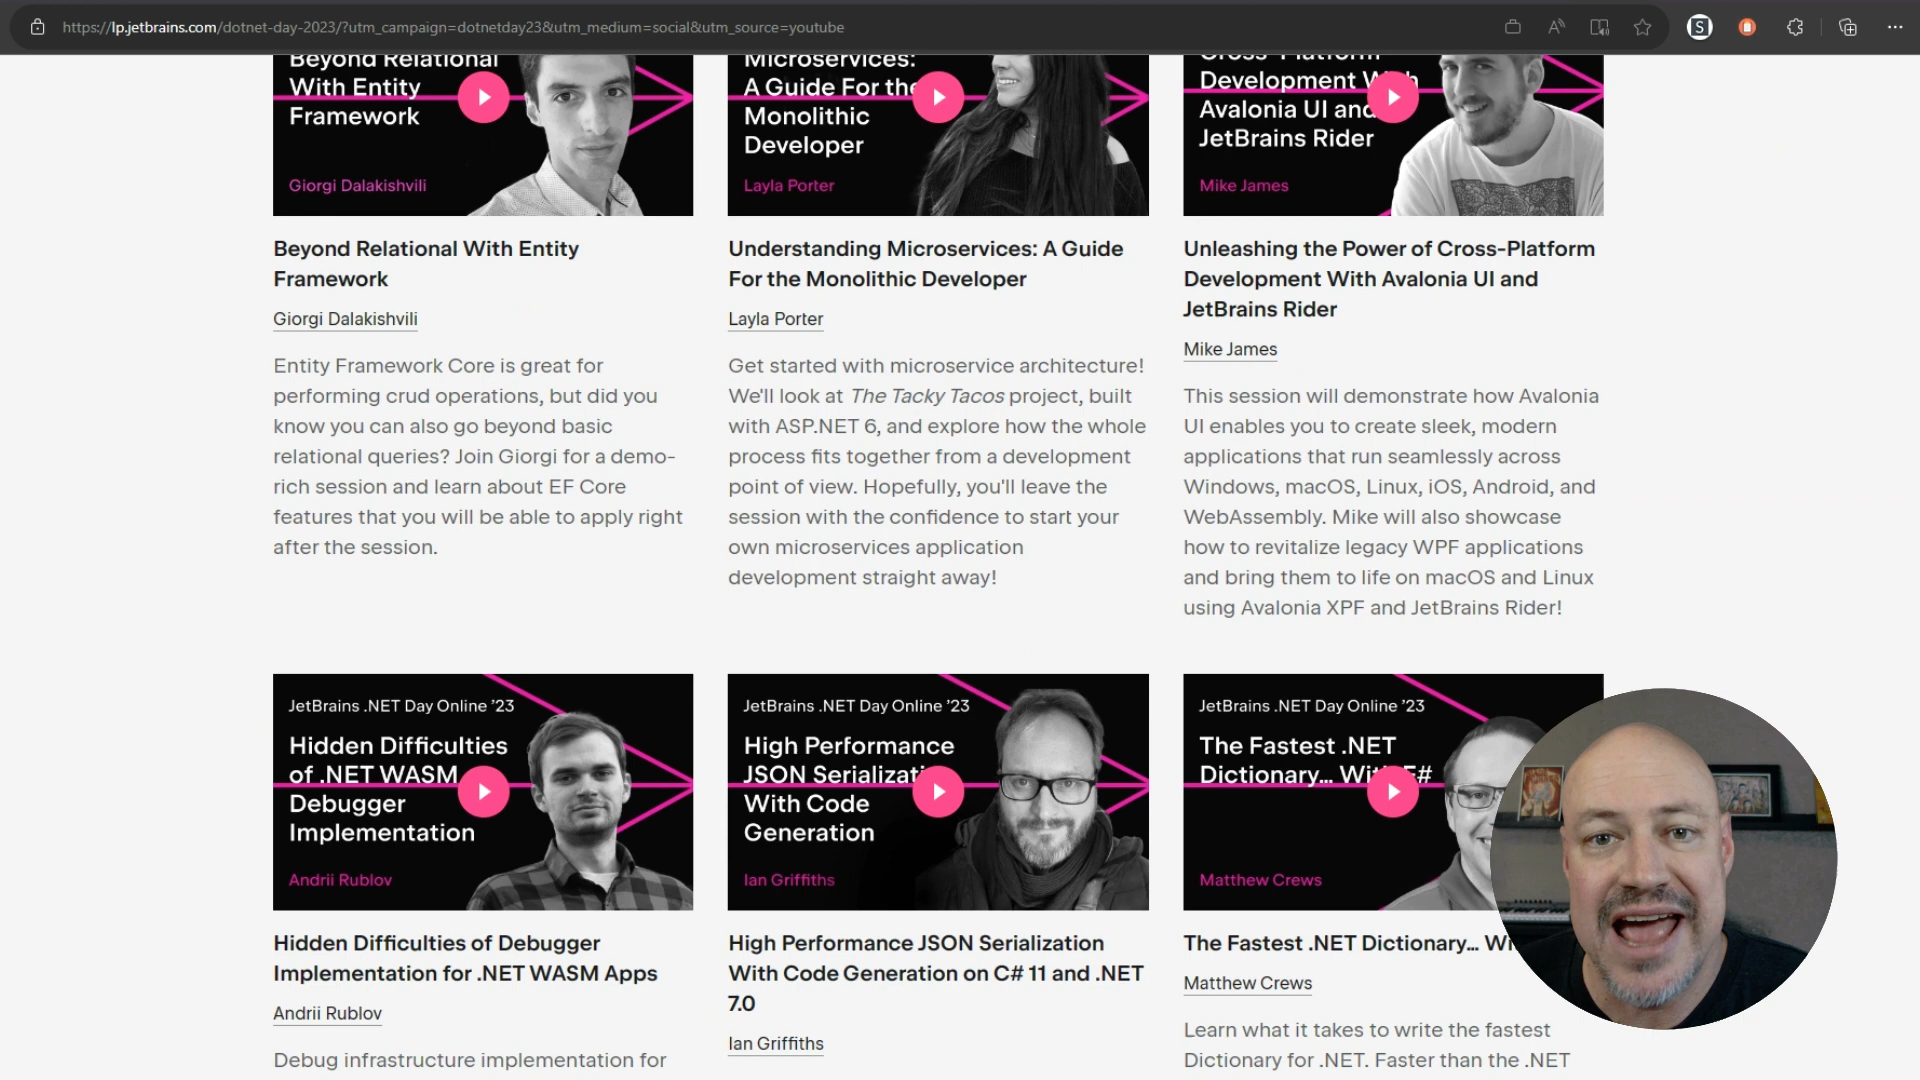 https://lp.jetbrains.com/dotnet-day-2023/?utm_campaign=dotnetday23&utm_medium=social&utm_source=youtube
Beyond Relational
With Entity
Framework
Giorgi Dalakishvili
Microservices:
A Guide For the
Monolithic
Developer
Layla Porter
Cross-Platform
Development With
Avalonia UI and
JetBrains Rider
Mike James
Beyond Relational With Entity
Framework
Giorgi Dalakishvili
Entity Framework Core is great for
performing crud operations, but did you
know you can also go beyond basic
relational queries? Join Giorgi for a demo-
rich session and learn about EF Core
features that you will be able to apply right
after the session.
Understanding Microservices: A Guide
For the Monolithic Developer
Layla Porter
Get started with microservice architecture!
We'll look at The Tacky Tacos project, built
with ASP.NET 6, and explore how the whole
process fits together from a development
point of view. Hopefully, you'll leave the
session with the confidence to start your
own microservices application
development straight away!
Unleashing the Power of Cross-Platform
Development With Avalonia UI and
JetBrains Rider
Mike James
This session will demonstrate how Avalonia
UI enables you to create sleek, modern
applications that run seamlessly across
Windows, macOS, Linux, iOS, Android, and
WebAssembly. Mike will also showcase
how to revitalize legacy WPF applications
and bring them to life on macOS and Linux
using Avalonia XPF and JetBrains Rider!
JetBrains .NET Day Online '23
Hidden Difficulties
of .NET WASM
Debugger
Implementation
Andrii Rublov
JetBrains .NET Day Online '23
High Performance
JSON Serializati
With Code
Generation
Ian Griffiths
JetBrains .NET Day Online '23
The Fastest .NET
Dictionary... With F#
Matthew Crews
Hidden Difficulties of Debugger
Implementation for .NET WASM Apps
Andrii Rublov
Debug infrastructure implementation for
High Performance JSON Serialization
With Code Generation on C# 11 and .NET
7.0
Ian Griffiths
The Fastest .NET Dictionary... Wi
Matthew Crews
Learn what it takes to write the fastest
Dictionary for .NET. Faster than the .NET